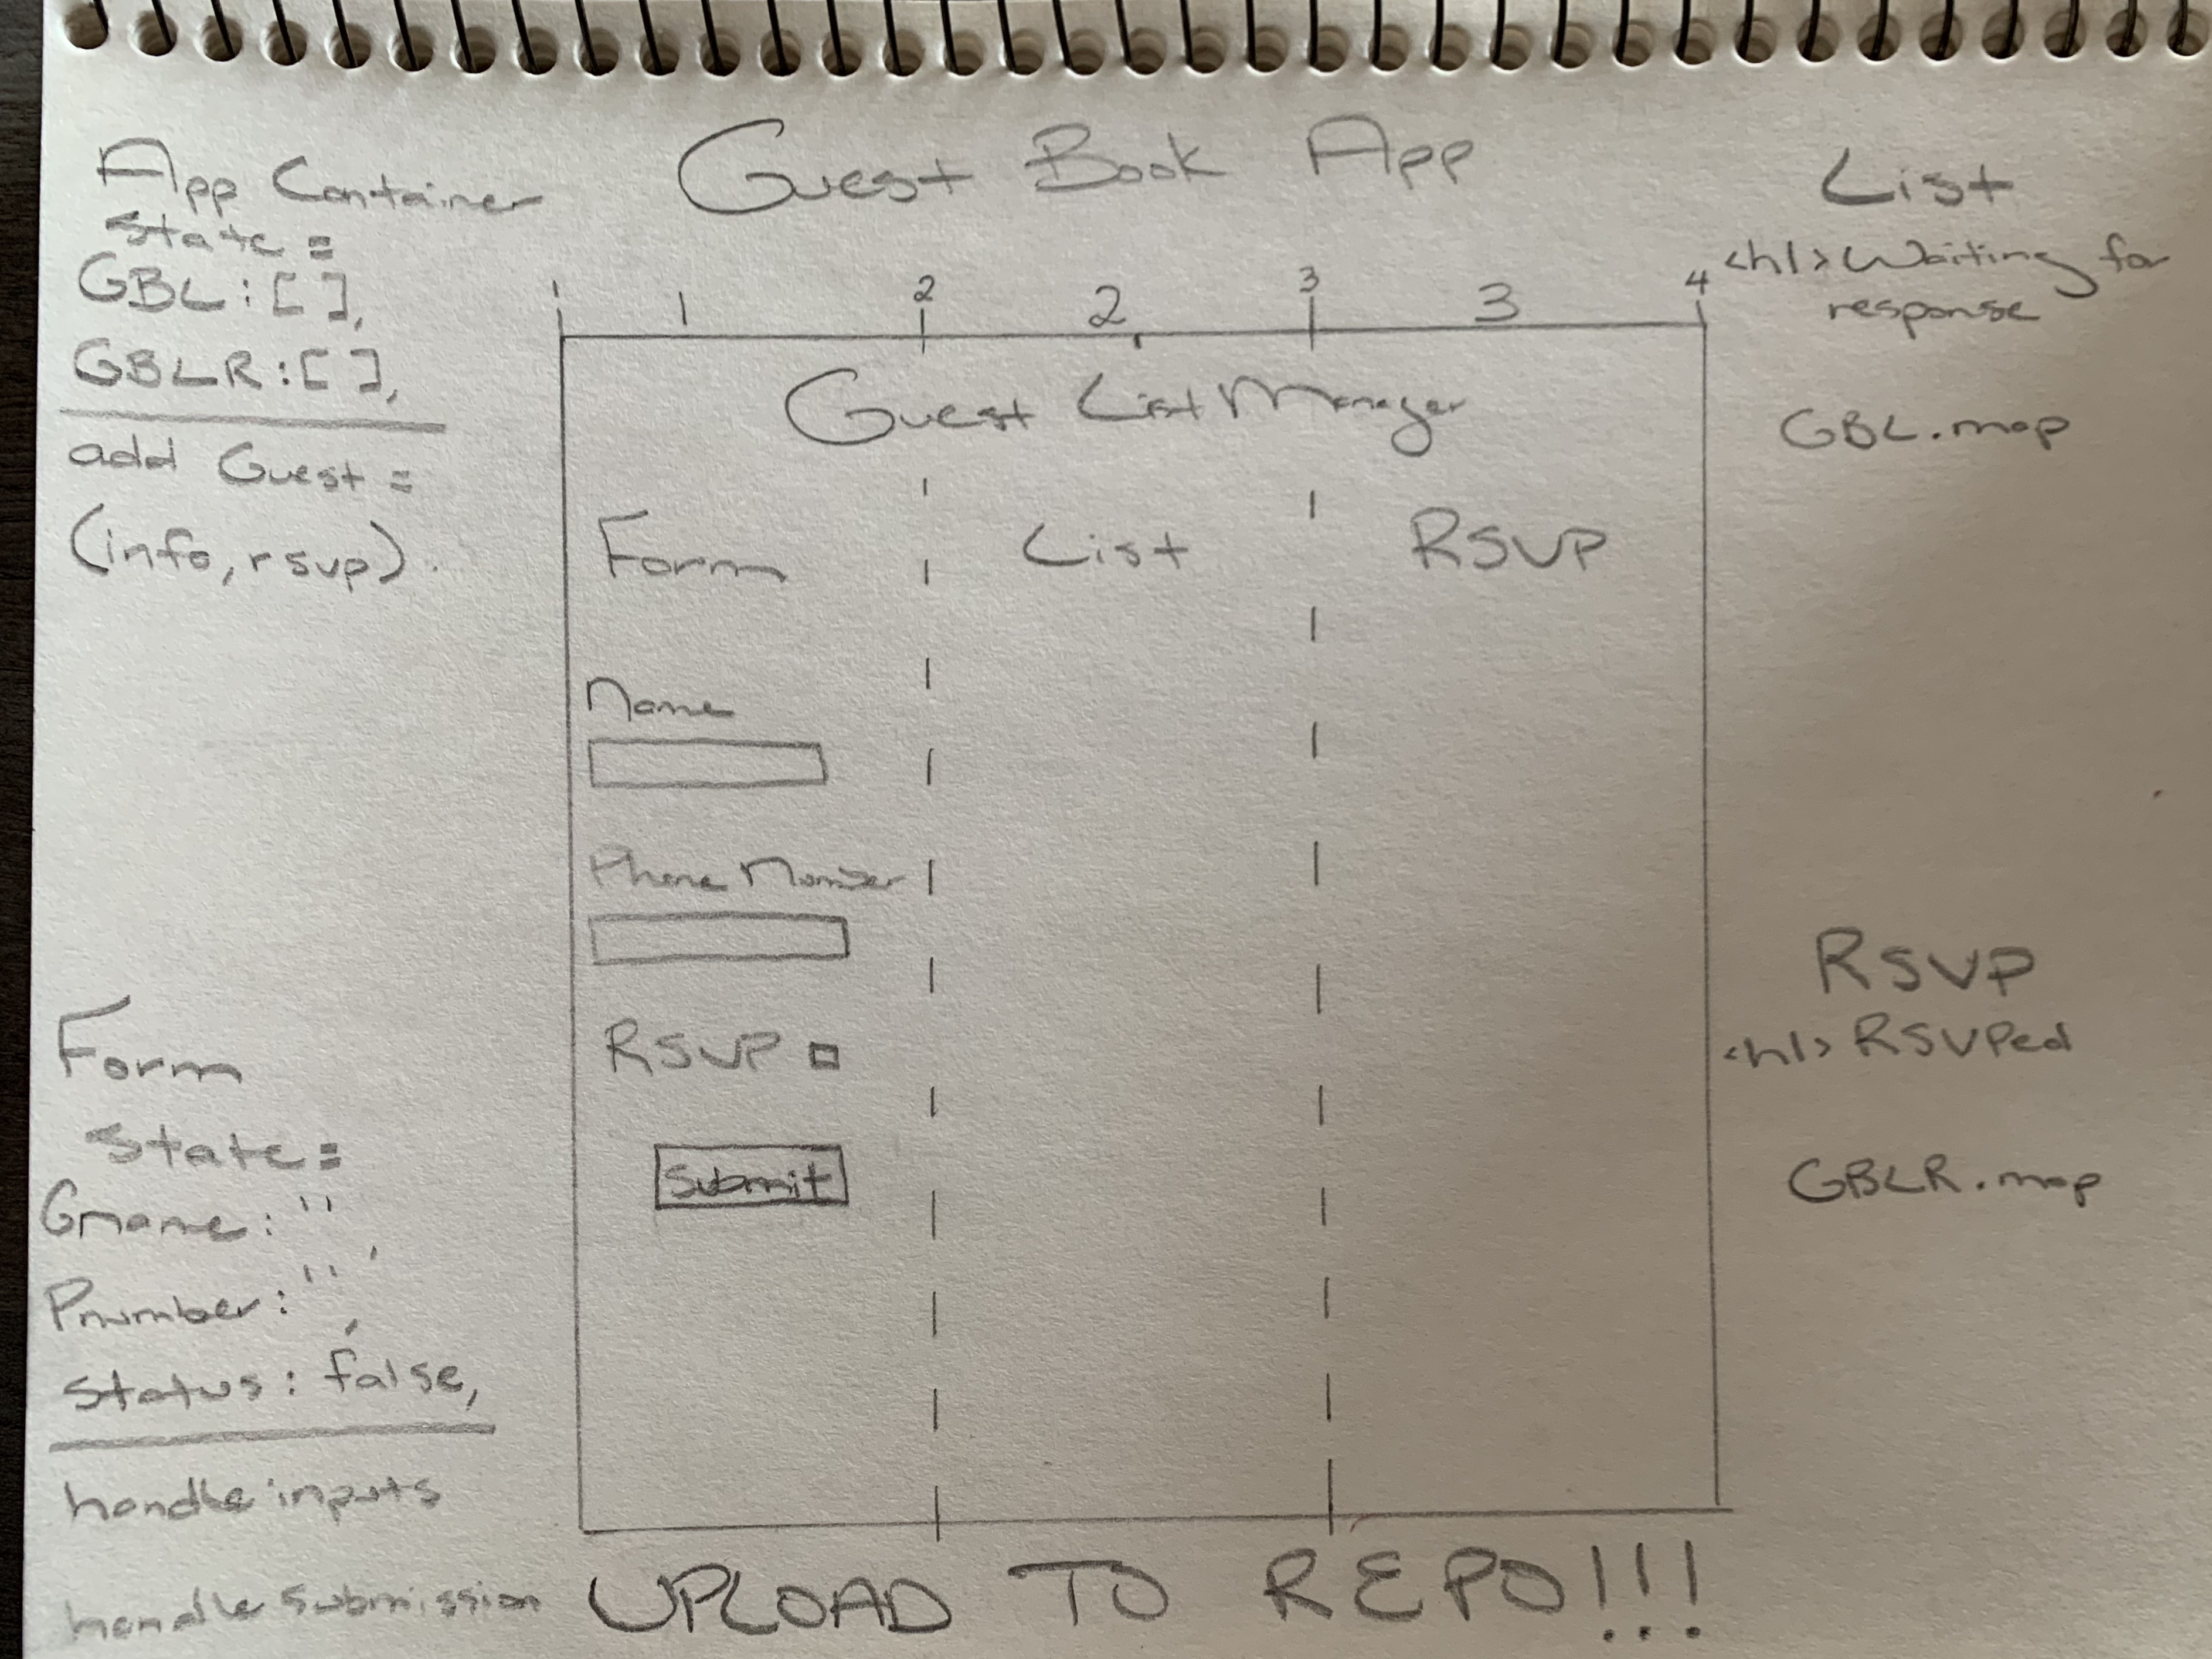 Guest Book App
App Container
State =
GBL : [ ],
GBLR : [ ],
add Guest =
(info, rsvp).
Form
State =
Gname : '' ,
Pnumber : '' ,
Status : false,
handle inputs
handle submission
1 2 3 4
1 2 3
Guest List Manager
Form List RSVP
Name
Phone Number
RSVP
Submit
List
<h1> Waiting for
response
GBL.map
RSVP
<h1> RSVPed
GBLR.map
UPLOAD TO REPO!!!